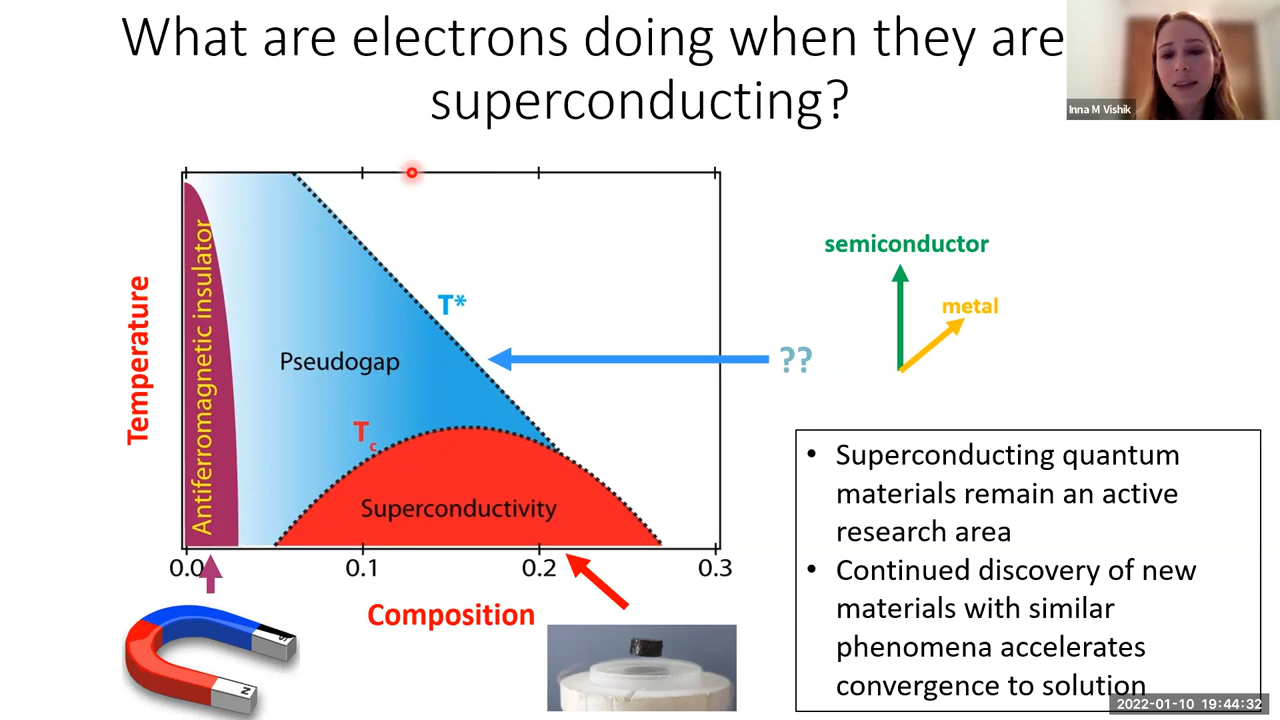 What are electrons doing when they are
superconducting?
Inna M Vishik
Temperature
Antiferromagnetic insulator
Pseudogap
T*
Tc
Superconductivity
0.0
0.1
0.2
0.3
Composition
S
N
??
semiconductor
metal
• Superconducting quantum
materials remain an active
research area
• Continued discovery of new
materials with similar
phenomena accelerates
convergence to solution
2022-01-10 19:44:32